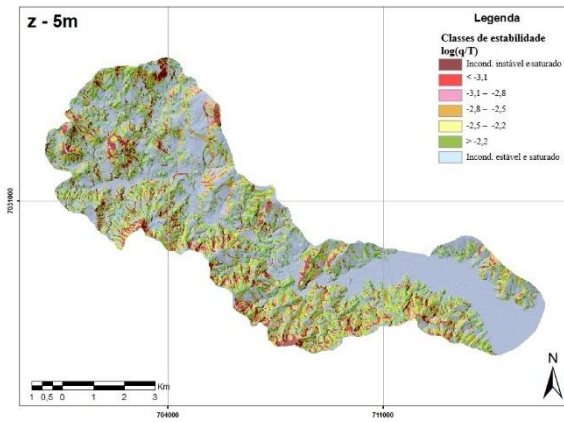 z - 5m
Legenda
Classes de estabilidade
log(q/T)
Incond. instável e saturado
< -3,1
-3,1 – -2,8
-2,8 – -2,5
-2,5 – -2,2
> -2,2
Incond. estável e saturado
7031000
N
Km
1 0,5 0 1 2 3
704000 711000